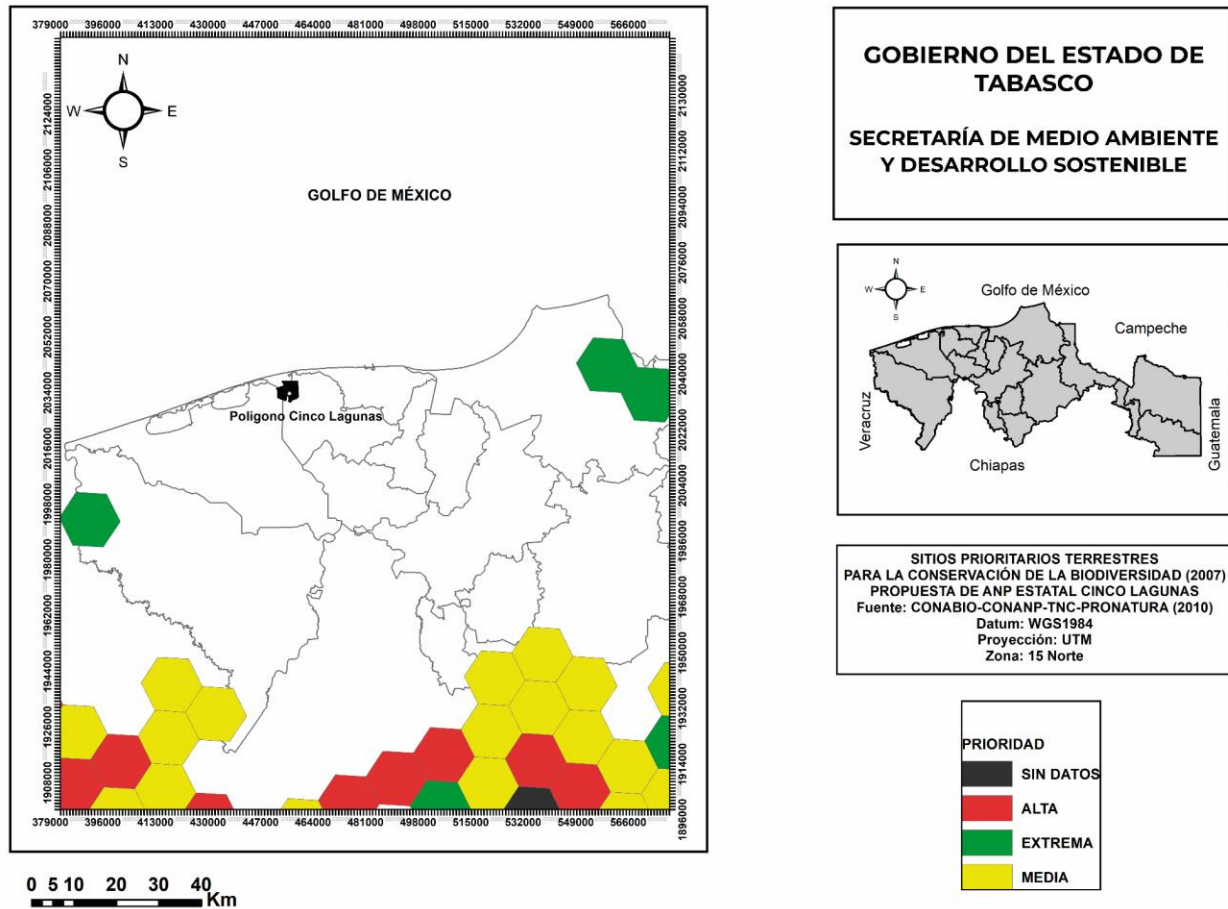 379000 396000 413000 430000 447000 464000 481000 498000 515000 532000 549000 566000
N
W E
S
GOLFO DE MÉXICO
Poligono Cinco Lagunas
2124000
2106000
2088000
2070000
2052000
2034000
2016000
1998000
1980000
1962000
1944000
1926000
1908000
2130000
2112000
2094000
2076000
2058000
2040000
2022000
2004000
1986000
1968000
1950000
1932000
1914000
1896000
379000 396000 413000 430000 447000 464000 481000 498000 515000 532000 549000 566000
0 5 10 20 30 40
Km
GOBIERNO DEL ESTADO DE
TABASCO
SECRETARÍA DE MEDIO AMBIENTE
Y DESARROLLO SOSTENIBLE
N
W E
S
Golfo de México
Campeche
Veracruz
Guatemala
Chiapas
SITIOS PRIORITARIOS TERRESTRES
PARA LA CONSERVACIÓN DE LA BIODIVERSIDAD (2007)
PROPUESTA DE ANP ESTATAL CINCO LAGUNAS
Fuente: CONABIO-CONANP-TNC-PRONATURA (2010)
Datum: WGS1984
Proyección: UTM
Zona: 15 Norte
PRIORIDAD
SIN DATOS
ALTA
EXTREMA
MEDIA